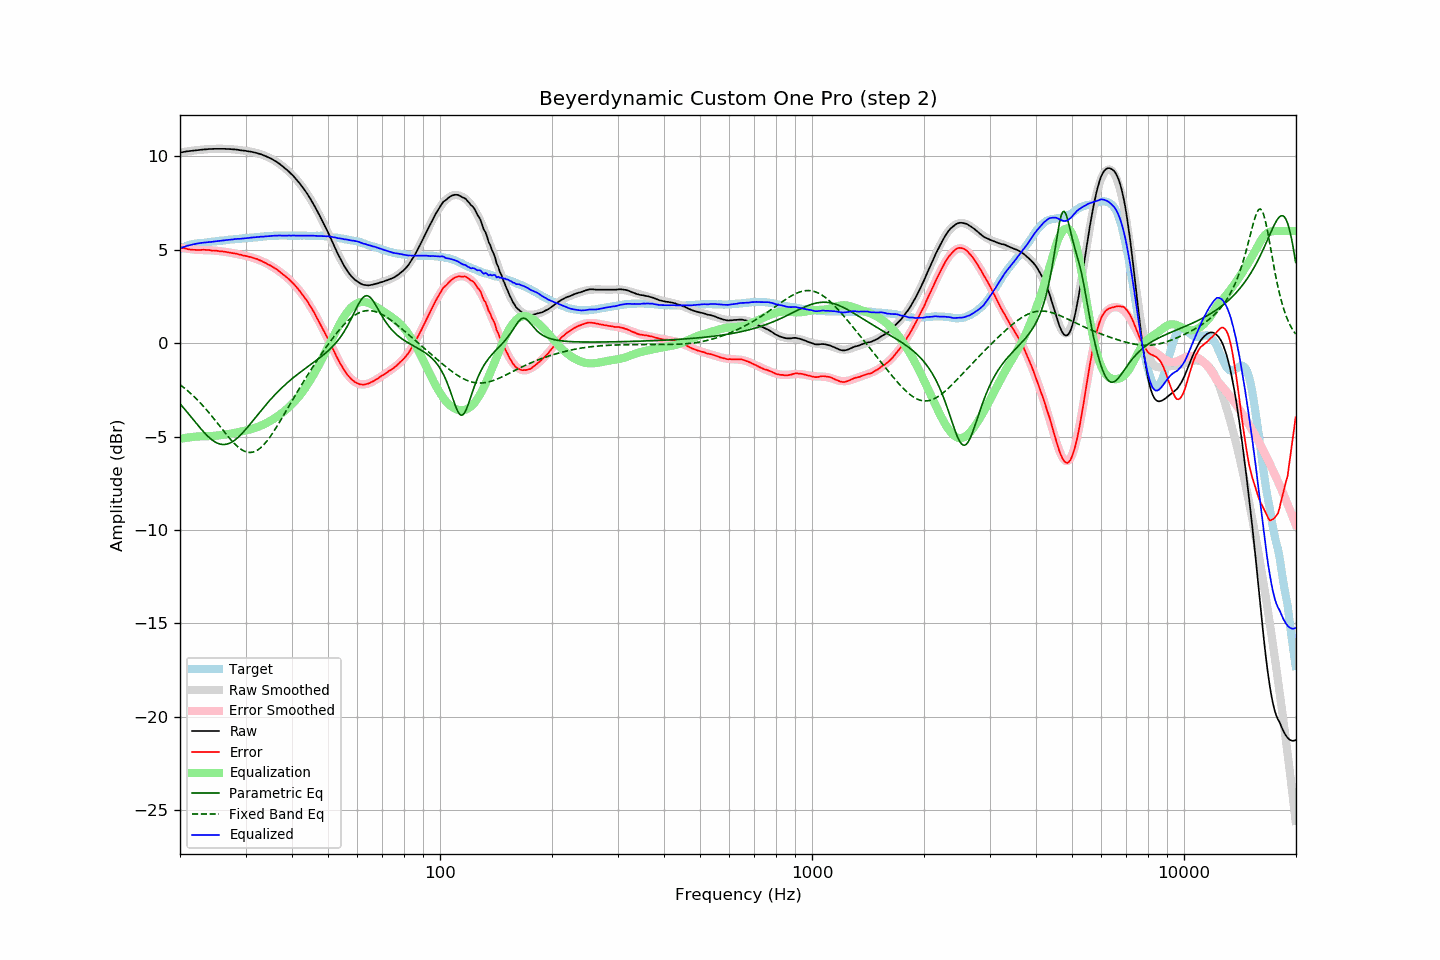 Beyerdynamic Custom One Pro (step 2)
10
5
0
−5
−10
−15
−20
−25
Amplitude (dBr)
Target
Raw Smoothed
Error Smoothed
Raw
Error
Equalization
Parametric Eq
Fixed Band Eq
Equalized
100
1000
10000
Frequency (Hz)